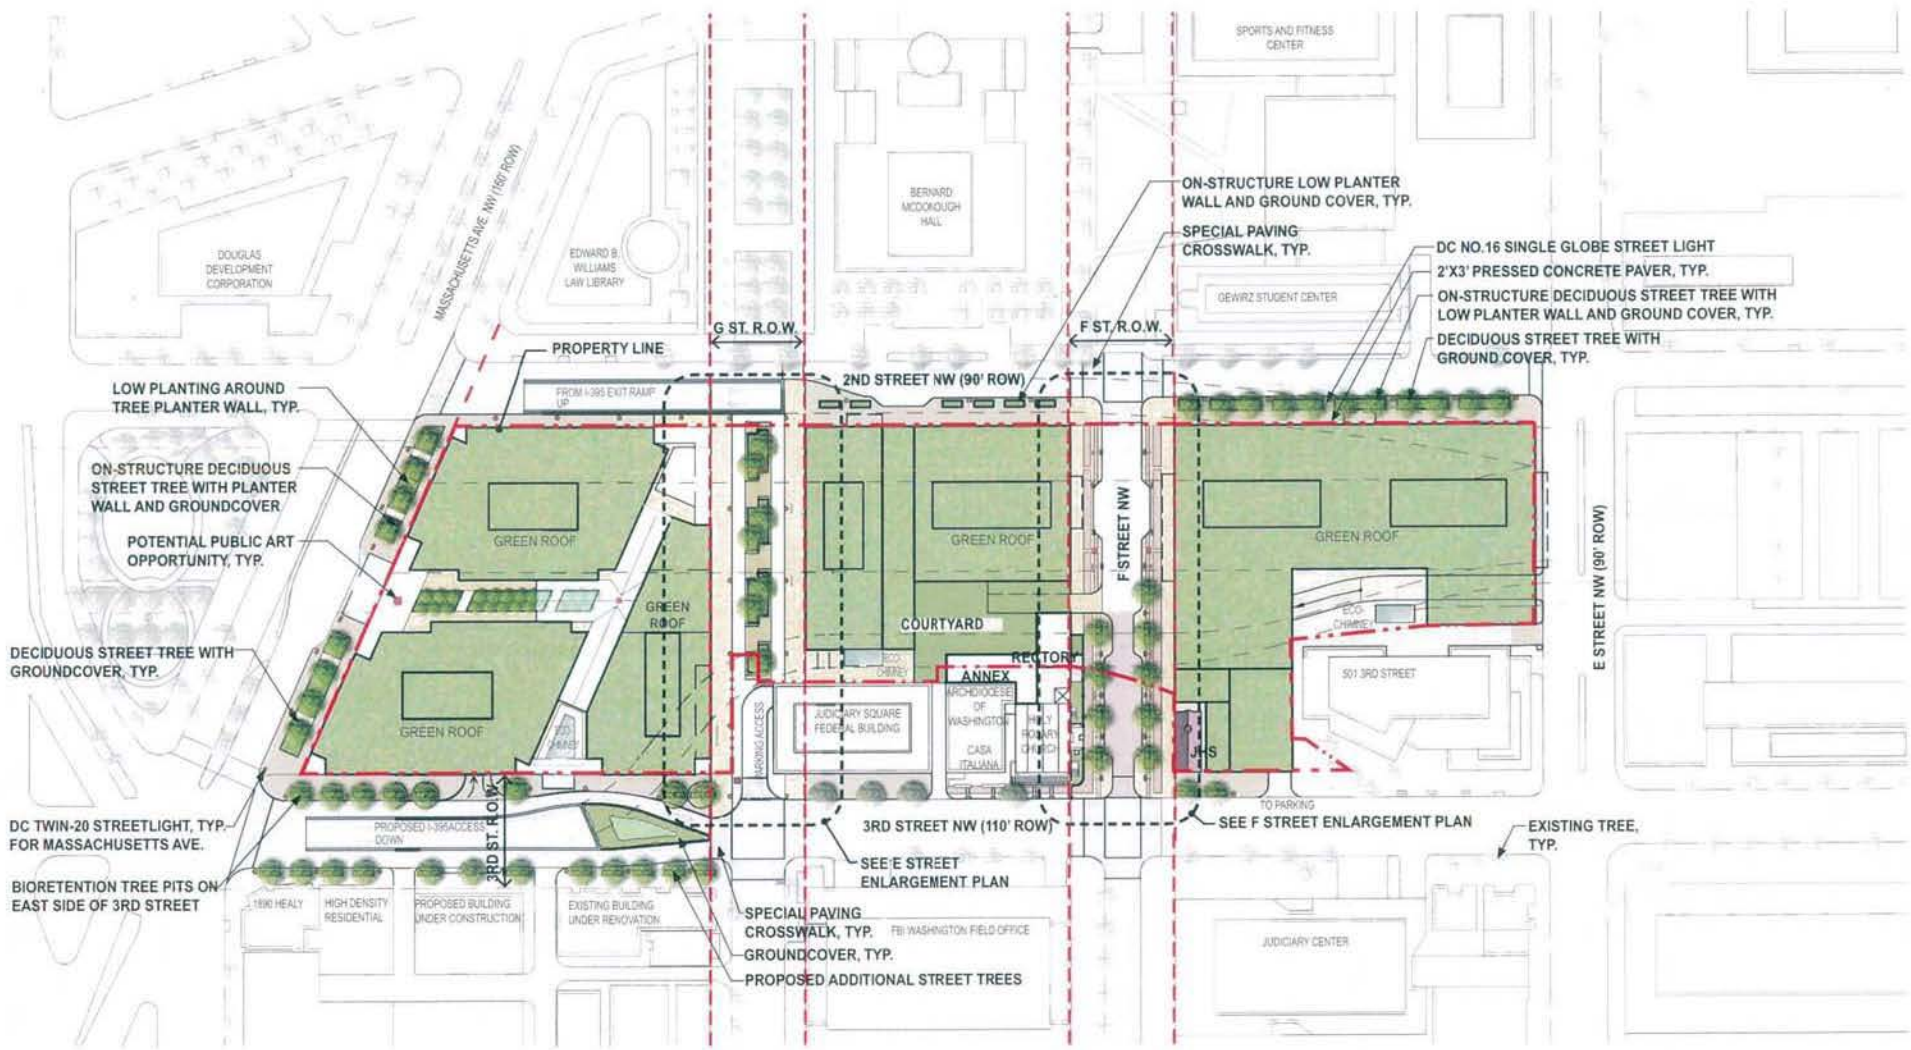 SPORTS AND FITNESS
CENTER
MASSACHUSETTS AVE. NW (160' ROW)
BERNARD
MCDONOUGH
HALL
ON-STRUCTURE LOW PLANTER
WALL AND GROUND COVER, TYP.
SPECIAL PAVING
CROSSWALK, TYP.
DOUGLAS
DEVELOPMENT
CORPORATION
EDWARD B.
WILLIAMS
LAW LIBRARY
DC NO.16 SINGLE GLOBE STREET LIGHT
2'X3' PRESSED CONCRETE PAVER, TYP.
ON-STRUCTURE DECIDUOUS STREET TREE WITH
LOW PLANTER WALL AND GROUND COVER, TYP.
DECIDUOUS STREET TREE WITH
GROUND COVER, TYP.
GEWIRZ STUDENT CENTER
G ST. R.O.W.
F ST. R.O.W.
PROPERTY LINE
2ND STREET NW (90' ROW)
FROM I-395 EXIT RAMP
UP
LOW PLANTING AROUND
TREE PLANTER WALL, TYP.
ON-STRUCTURE DECIDUOUS
STREET TREE WITH PLANTER
WALL AND GROUNDCOVER
POTENTIAL PUBLIC ART
OPPORTUNITY, TYP.
GREEN ROOF
GREEN ROOF
GREEN ROOF
F STREET NW
E STREET NW (90' ROW)
GREEN
ROOF
COURTYARD
ECO-
CHIMNEY
DECIDUOUS STREET TREE WITH
GROUNDCOVER, TYP.
ECO-
CHIMNEY
RECTORY
ANNEX
501 3RD STREET
ARCHDIOCESE
OF
WASHINGTON
CASA
ITALIANA
HOLY
ROSARY
CHURCH
JUDICIARY SQUARE
FEDERAL BUILDING
PARKING ACCESS
GREEN ROOF
ECO-
CHIMNEY
JHS
TO PARKING
DC TWIN-20 STREETLIGHT, TYP.
FOR MASSACHUSETTS AVE.
PROPOSED I-395 ACCESS
DOWN
3RD ST. R.O.W.
3RD STREET NW (110' ROW)
SEE F STREET ENLARGEMENT PLAN
EXISTING TREE,
TYP.
SEE E STREET
ENLARGEMENT PLAN
BIORETENTION TREE PITS ON
EAST SIDE OF 3RD STREET
1890 HEALY
HIGH DENSITY
RESIDENTIAL
PROPOSED BUILDING
UNDER CONSTRUCTION
EXISTING BUILDING
UNDER RENOVATION
SPECIAL PAVING
CROSSWALK, TYP.
FBI WASHINGTON FIELD OFFICE
JUDICIARY CENTER
GROUNDCOVER, TYP.
PROPOSED ADDITIONAL STREET TREES